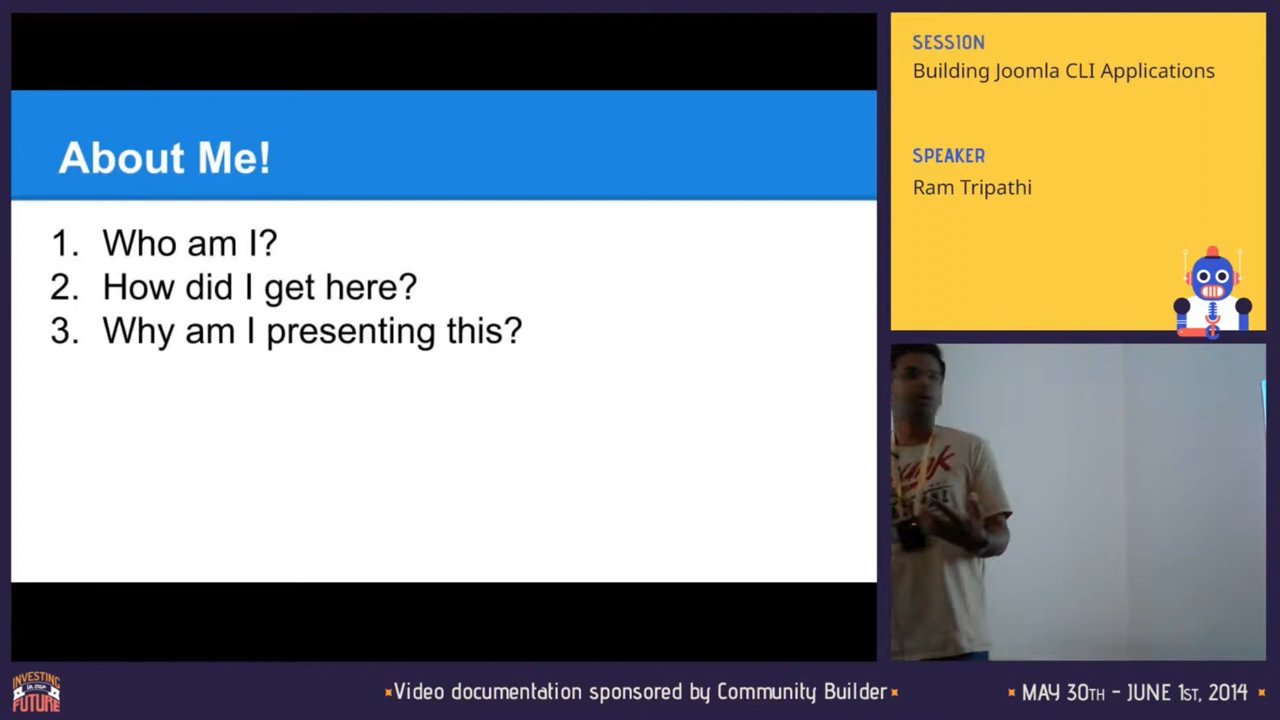 About Me!
1. Who am I?
2. How did I get here?
3. Why am I presenting this?
SESSION
Building Joomla CLI Applications
SPEAKER
Ram Tripathi
INVESTING
in our
FUTURE
Video documentation sponsored by Community Builder
MAY 30TH - JUNE 1ST, 2014